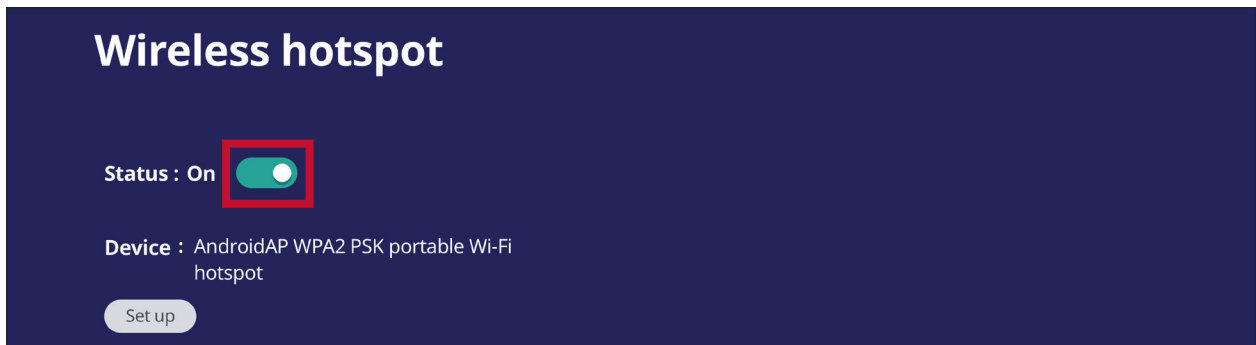 Wireless hotspot
Status : On
Device : AndroidAP WPA2 PSK portable Wi-Fi
hotspot
Set up